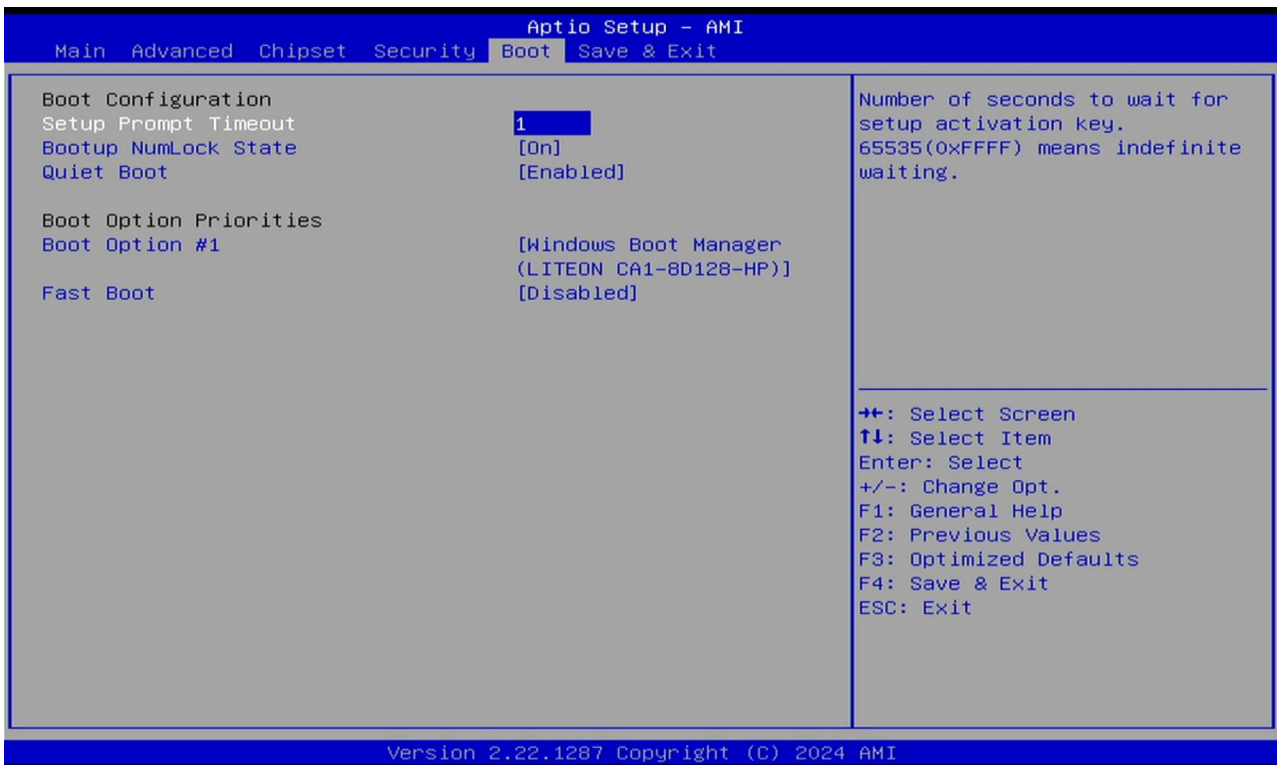 Aptio Setup – AMI
Main Advanced Chipset Security Boot Save & Exit
Boot Configuration
Setup Prompt Timeout 1
Bootup NumLock State [On]
Quiet Boot [Enabled]
Boot Option Priorities
Boot Option #1 [Windows Boot Manager
(LITEON CA1-8D128-HP)]
Fast Boot [Disabled]
Number of seconds to wait for
setup activation key.
65535(0xFFFF) means indefinite
waiting.
→←: Select Screen
↑↓: Select Item
Enter: Select
+/-: Change Opt.
F1: General Help
F2: Previous Values
F3: Optimized Defaults
F4: Save & Exit
ESC: Exit
Version 2.22.1287 Copyright (C) 2024 AMI